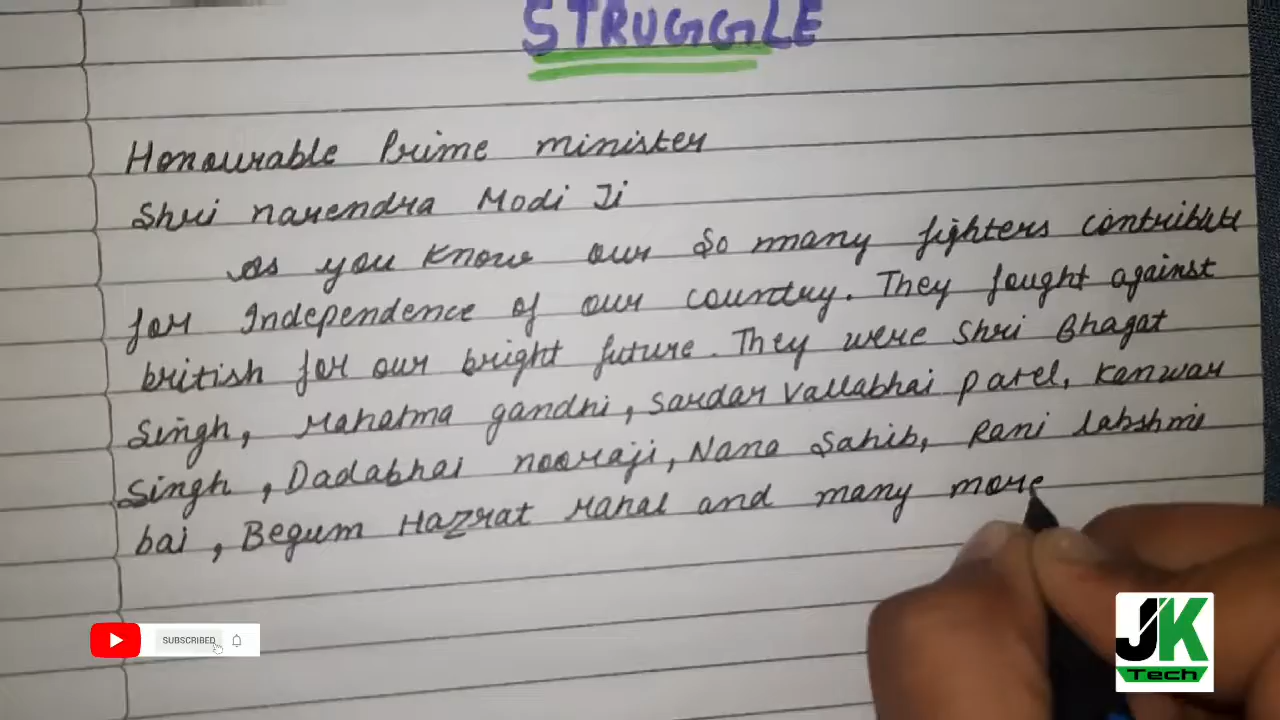 STRUGGLE
Honourable Prime minister
Shri narendra Modi Ji
As you know our so many fighters contribute
for Independence of our country. They fought against
british for our bright future. They were Shri Bhagat
Singh, Mahatma gandhi, Sardar Vallabhai Patel, Kanwar
Singh, Dadabhai nooraji, Nana Sahib, Rani lakshmi
bai, Begum Hazrat Mahal and many more
SUBSCRIBED
JK
Tech